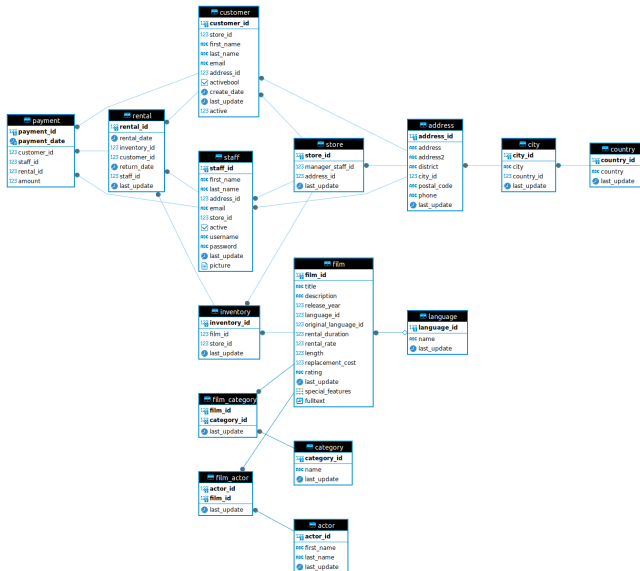 customer
customer_id
store_id
first_name
last_name
email
address_id
activebool
create_date
last_update
active
payment
payment_id
payment_date
customer_id
staff_id
rental_id
amount
rental
rental_id
rental_date
inventory_id
customer_id
return_date
staff_id
last_update
staff
staff_id
first_name
last_name
address_id
email
store_id
active
username
password
last_update
picture
store
store_id
manager_staff_id
address_id
last_update
address
address_id
address
address2
district
city_id
postal_code
phone
last_update
city
city_id
city
country_id
last_update
country
country_id
country
last_update
film
film_id
title
description
release_year
language_id
original_language_id
rental_duration
rental_rate
length
replacement_cost
rating
last_update
special_features
fulltext
inventory
inventory_id
film_id
store_id
last_update
language
language_id
name
last_update
film_category
film_id
category_id
last_update
category
category_id
name
last_update
film_actor
actor_id
film_id
last_update
actor
actor_id
first_name
last_name
last_update